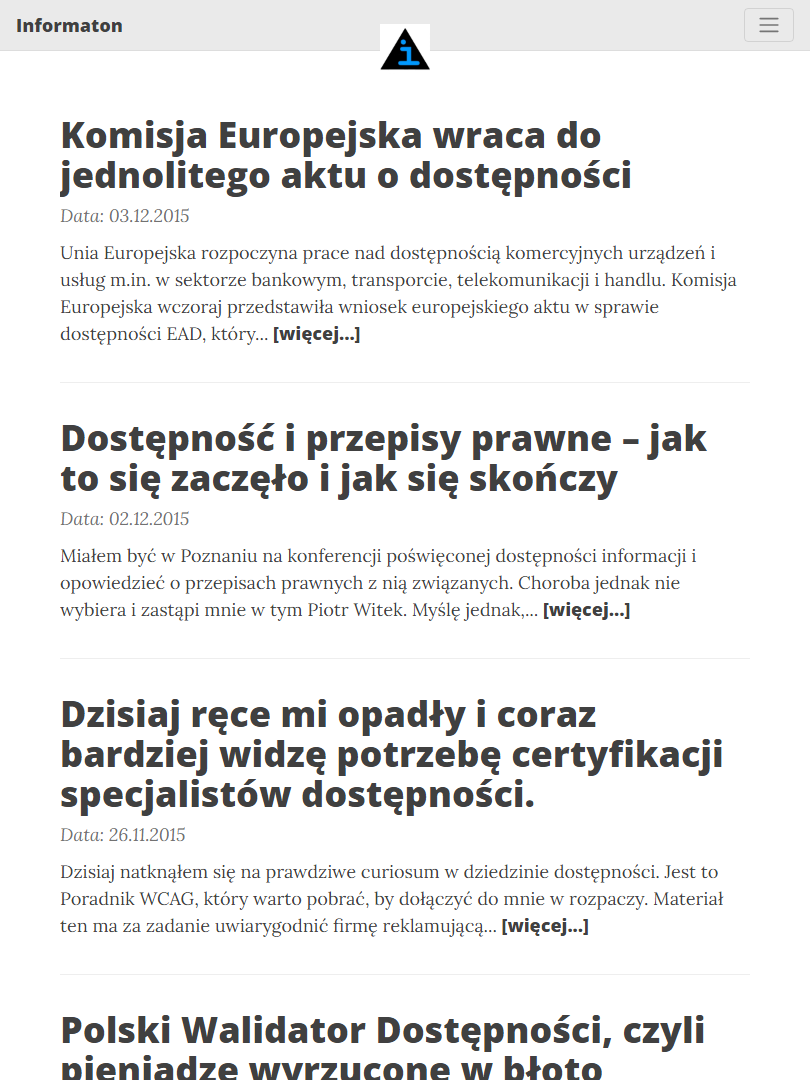 Informaton
i
Komisja Europejska wraca do
jednolitego aktu o dostępności
Data: 03.12.2015
Unia Europejska rozpoczyna prace nad dostępnością komercyjnych urządzeń i
usług m.in. w sektorze bankowym, transporcie, telekomunikacji i handlu. Komisja
Europejska wczoraj przedstawiła wniosek europejskiego aktu w sprawie
dostępności EAD, który... [więcej...]
Dostępność i przepisy prawne – jak
to się zaczęło i jak się skończy
Data: 02.12.2015
Miałem być w Poznaniu na konferencji poświęconej dostępności informacji i
opowiedzieć o przepisach prawnych z nią związanych. Choroba jednak nie
wybiera i zastąpi mnie w tym Piotr Witek. Myślę jednak,... [więcej...]
Dzisiaj ręce mi opadły i coraz
bardziej widzę potrzebę certyfikacji
specjalistów dostępności.
Data: 26.11.2015
Dzisiaj natknąłem się na prawdziwe curiosum w dziedzinie dostępności. Jest to
Poradnik WCAG, który warto pobrać, by dołączyć do mnie w rozpaczy. Materiał
ten ma za zadanie uwiarygodnić firmę reklamującą... [więcej...]
Polski Walidator Dostępności, czyli
pieniądze wyrzucone w błoto